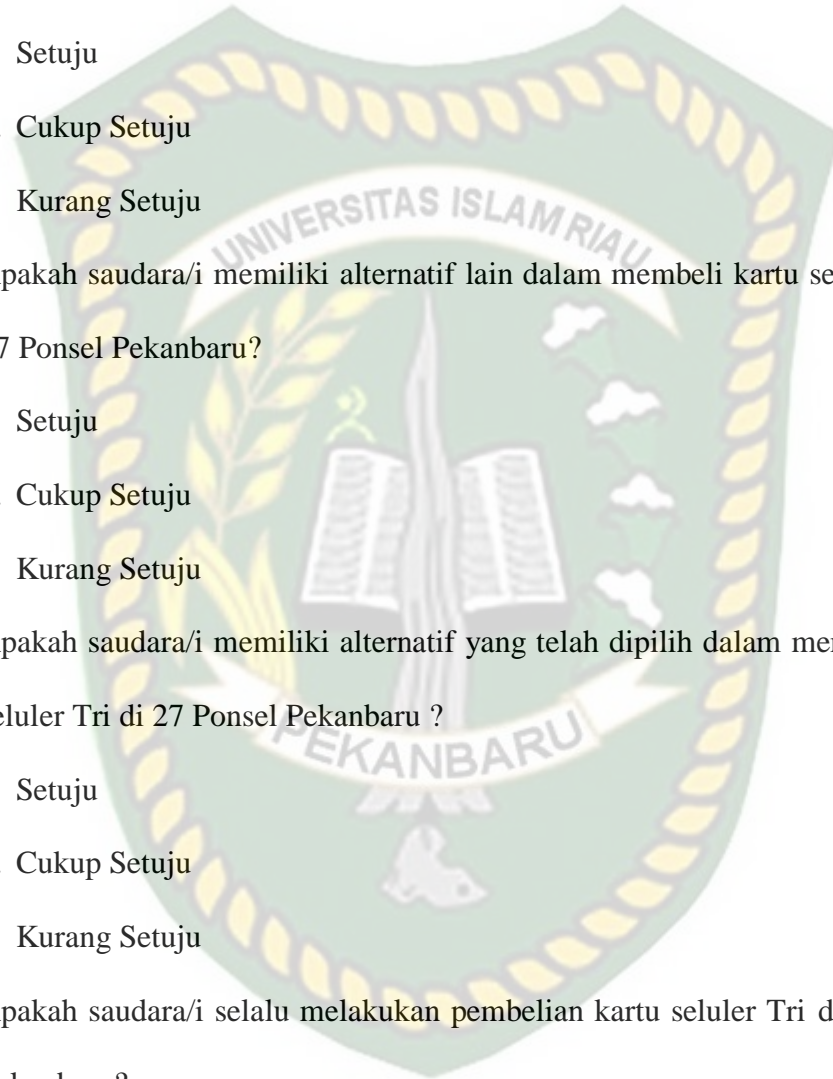 Setuju
Cukup Setuju
Kurang Setuju
UNIVERSITAS ISLAM RIAU
pakah saudara/i memiliki alternatif lain dalam membeli kartu se
7 Ponsel Pekanbaru?
Setuju
Cukup Setuju
Kurang Setuju
pakah saudara/i memiliki alternatif yang telah dipilih dalam mem
eluler Tri di 27 Ponsel Pekanbaru ?
PEKANBARU
Setuju
Cukup Setuju
Kurang Setuju
pakah saudara/i selalu melakukan pembelian kartu seluler Tri d